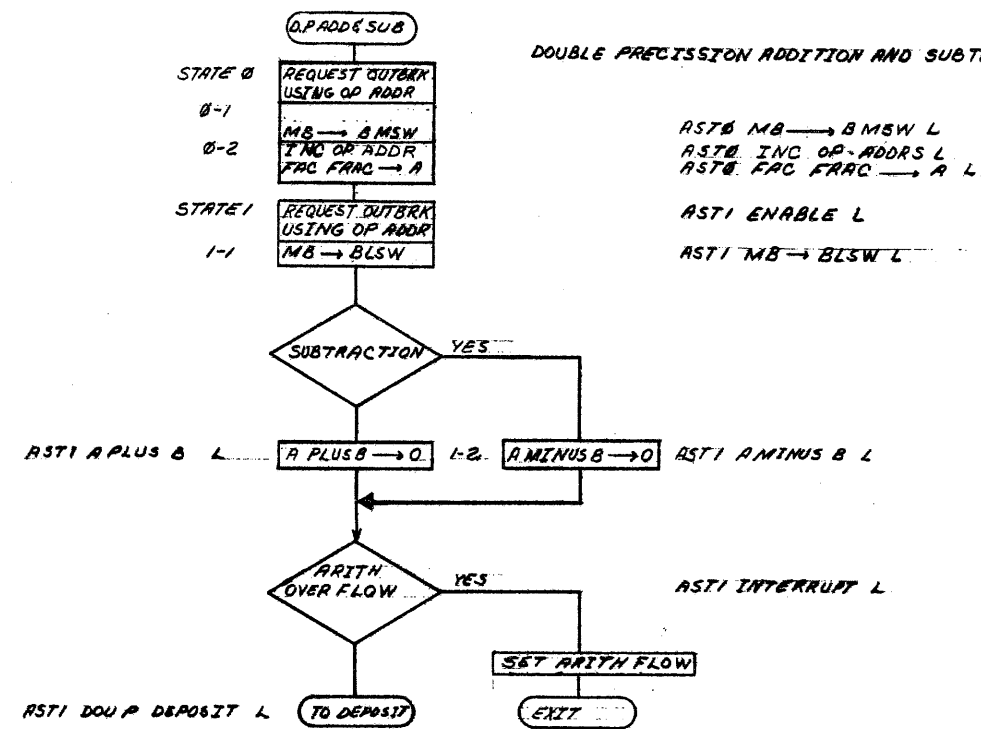 D.P ADD & SUB
DOUBLE PRECISSION ADDITION AND SUBT
STATE Ø
REQUEST OUTBRK
USING OP ADDR
Ø-1
MB → BMSW
ASTØ MB → BMSW L
Ø-2
INC OP ADDR
ASTØ INC OP-ADDRS L
FAC FRAC → A
ASTØ FAC FRAC → A L
STATE 1
REQUEST OUTBRK
USING OP ADDR
AST1 ENABLE L
1-1
MB → BLSW
AST1 MB → BLSW L
SUBTRACTION
YES
AST1 A PLUS B L
A PLUS B → O
1-2
A MINUS B → O
AST1 A MINUS B L
ARITH
OVER FLOW
YES
AST1 INTERRUPT L
SET ARITH FLOW
AST1 DOU P DEPOSIT L
TO DEPOSIT
EXIT